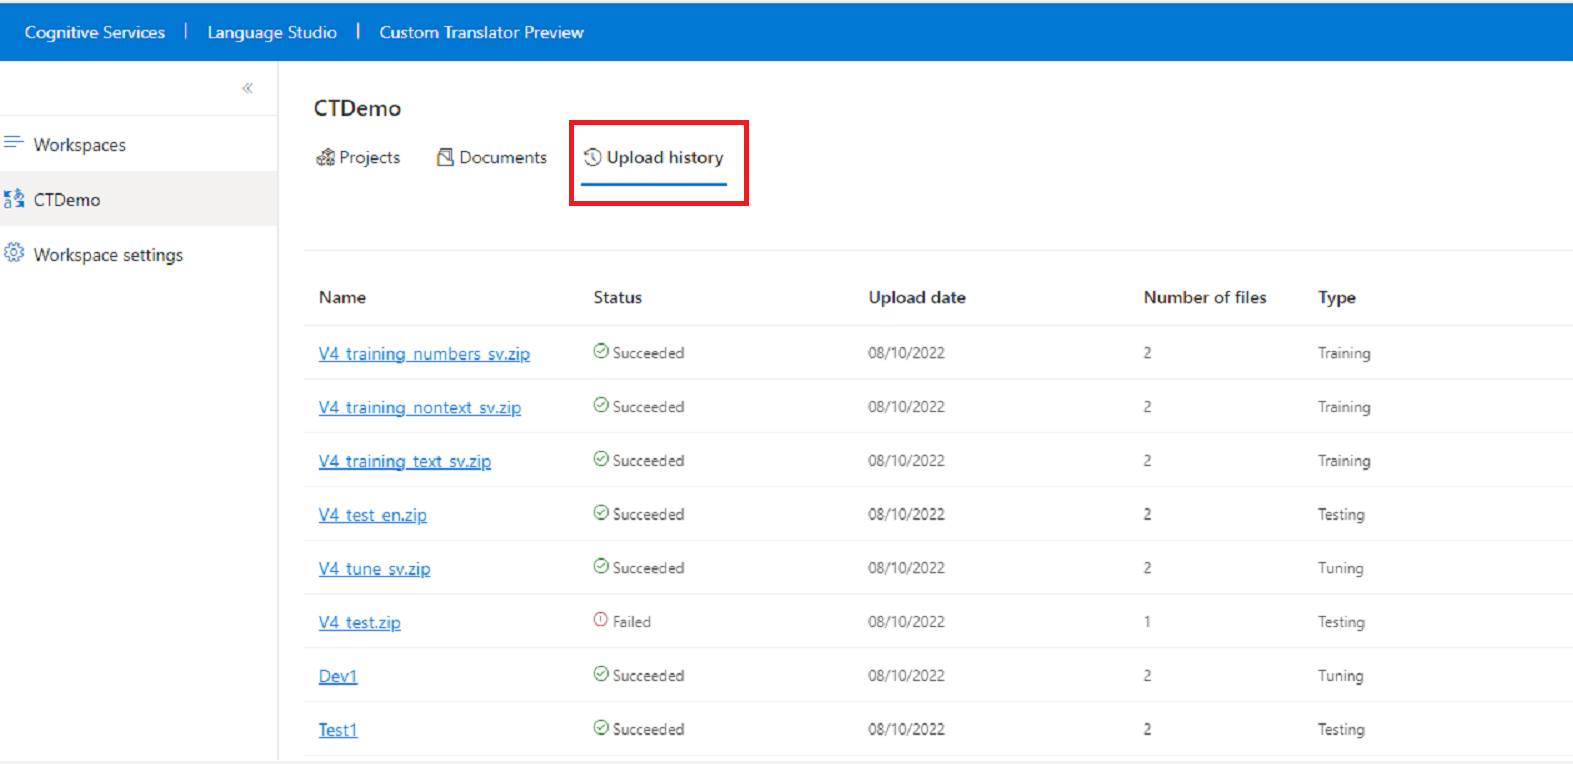 Cognitive Services | Language Studio | Custom Translator Preview
«
CTDemo
Workspaces
CTDemo
Workspace settings
Projects Documents Upload history
Name Status Upload date Number of files Type
V4_training_numbers_sv.zip Succeeded 08/10/2022 2 Training
V4_training_nontext_sv.zip Succeeded 08/10/2022 2 Training
V4_training_text_sv.zip Succeeded 08/10/2022 2 Training
V4_test_en.zip Succeeded 08/10/2022 2 Testing
V4_tune_sv.zip Succeeded 08/10/2022 2 Tuning
V4_test.zip Failed 08/10/2022 1 Testing
Dev1 Succeeded 08/10/2022 2 Tuning
Test1 Succeeded 08/10/2022 2 Testing